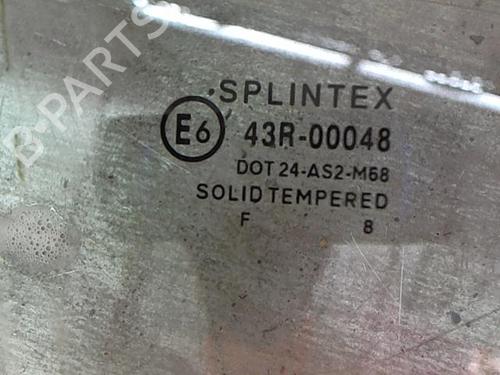 B-PARTS
SPLINTEX
E6 43R-00048
DOT 24-AS2-M68
SOLID TEMPERED
F 8